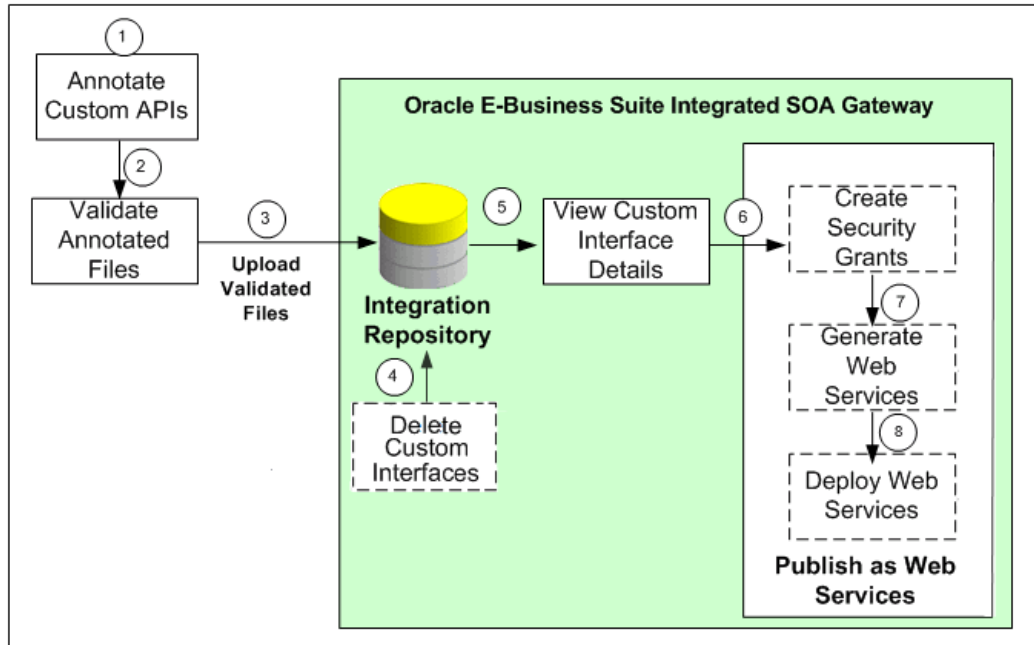 1
Annotate
Custom APIs
2
Validate
Annotated
Files
3
Upload
Validated
Files
Oracle E-Business Suite Integrated SOA Gateway
Integration
Repository
4
Delete
Custom
Interfaces
5
View Custom
Interface
Details
6
Create
Security
Grants
7
Generate
Web
Services
8
Deploy Web
Services
Publish as Web
Services